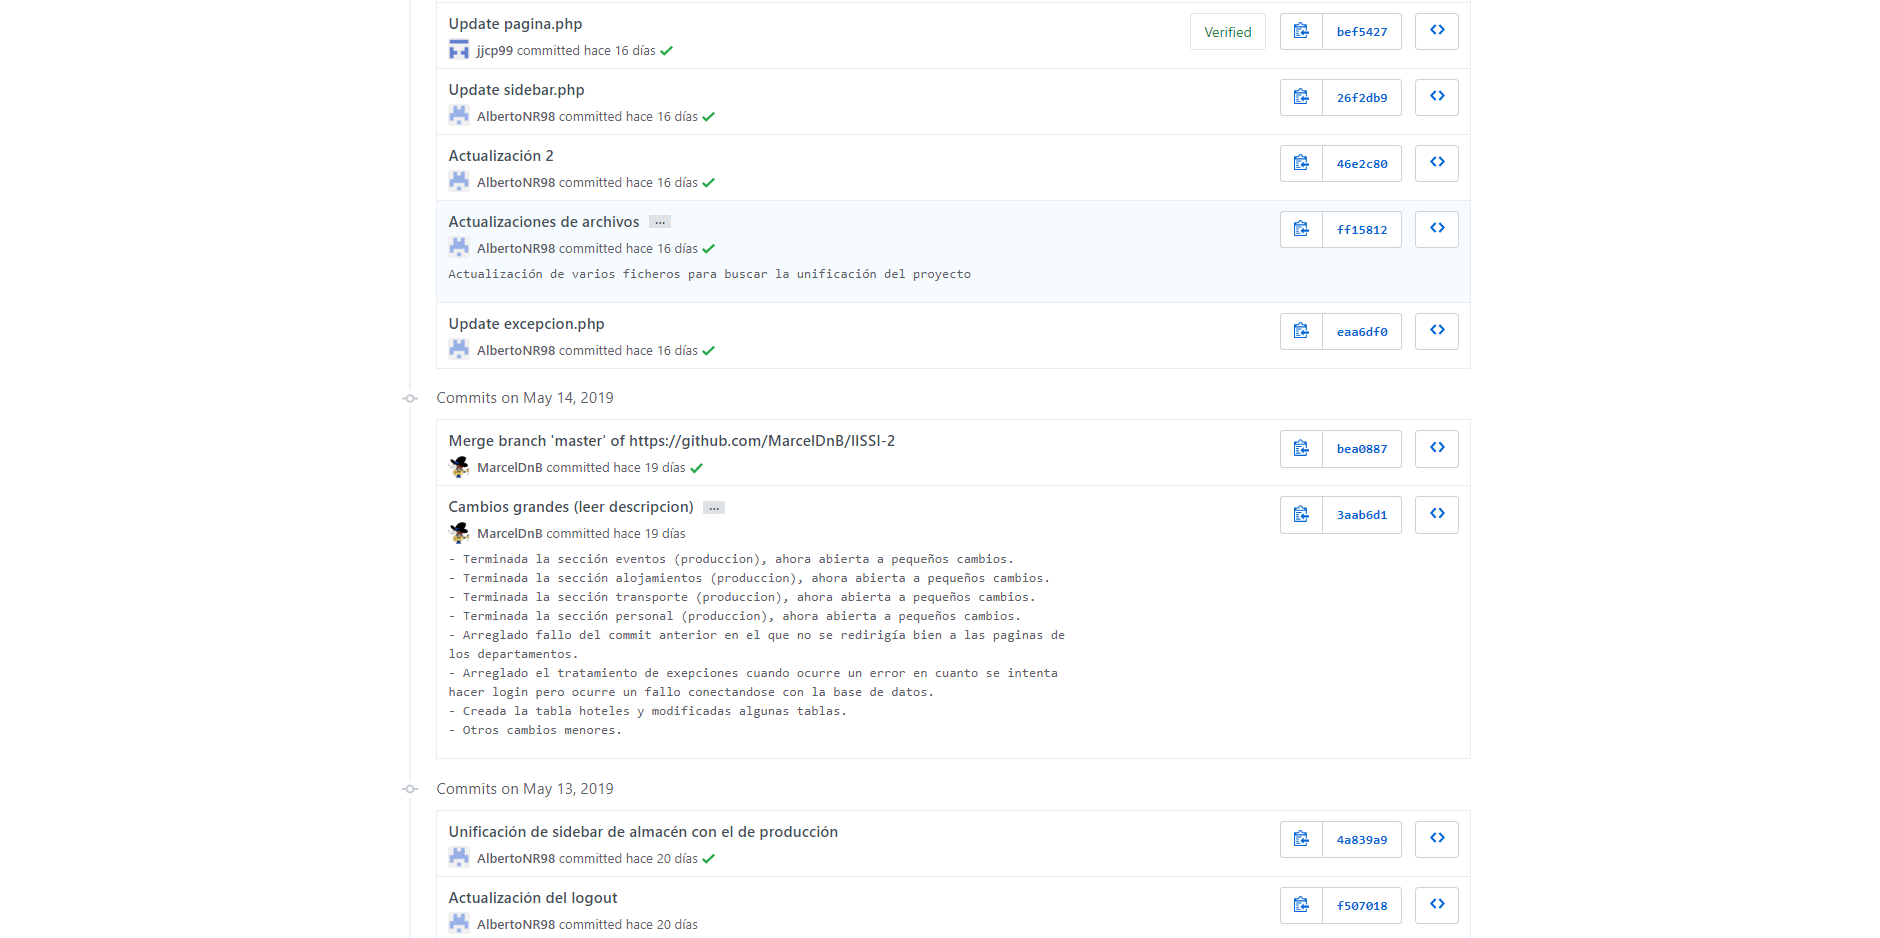 Update pagina.php
Verified
bef5427
jjcp99 committed hace 16 días
Update sidebar.php
26f2db9
AlbertoNR98 committed hace 16 días
Actualización 2
46e2c80
AlbertoNR98 committed hace 16 días
Actualizaciones de archivos ...
ff15812
AlbertoNR98 committed hace 16 días
Actualización de varios ficheros para buscar la unificación del proyecto
Update excepcion.php
eaa6df0
AlbertoNR98 committed hace 16 días
Commits on May 14, 2019
Merge branch 'master' of https://github.com/MarcelDnB/IISSI-2
bea0887
MarcelDnB committed hace 19 días
Cambios grandes (leer descripcion) ...
3aab6d1
MarcelDnB committed hace 19 días
- Terminada la sección eventos (produccion), ahora abierta a pequeños cambios.
- Terminada la sección alojamientos (produccion), ahora abierta a pequeños cambios.
- Terminada la sección transporte (produccion), ahora abierta a pequeños cambios.
- Terminada la sección personal (produccion), ahora abierta a pequeños cambios.
- Arreglado fallo del commit anterior en el que no se redirigía bien a las paginas de
los departamentos.
- Arreglado el tratamiento de exepciones cuando ocurre un error en cuanto se intenta
hacer login pero ocurre un fallo conectandose con la base de datos.
- Creada la tabla hoteles y modificadas algunas tablas.
- Otros cambios menores.
Commits on May 13, 2019
Unificación de sidebar de almacén con el de producción
4a839a9
AlbertoNR98 committed hace 20 días
Actualización del logout
f507018
AlbertoNR98 committed hace 20 días